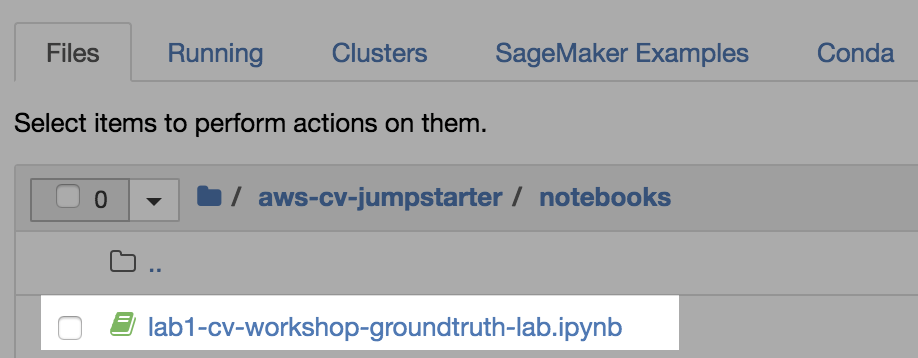 Files Running Clusters SageMaker Examples Conda
Select items to perform actions on them.
0 / aws-cv-jumpstarter / notebooks
..
lab1-cv-workshop-groundtruth-lab.ipynb